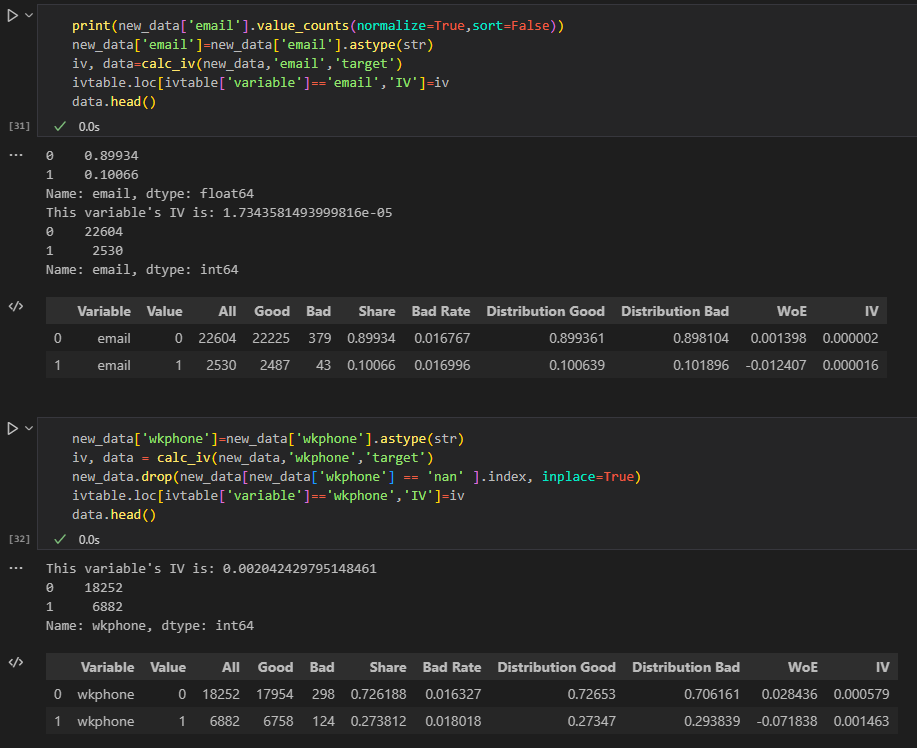 print(new_data['email'].value_counts(normalize=True,sort=False))
new_data['email']=new_data['email'].astype(str)
iv, data=calc_iv(new_data,'email','target')
ivtable.loc[ivtable['variable']=='email','IV']=iv
data.head()
[31] 0.0s
0 0.89934
1 0.10066
Name: email, dtype: float64
This variable's IV is: 1.7343581493999816e-05
0 22604
1 2530
Name: email, dtype: int64
Variable Value All Good Bad Share Bad Rate Distribution Good Distribution Bad WoE IV
0 email 0 22604 22225 379 0.89934 0.016767 0.899361 0.898104 0.001398 0.000002
1 email 1 2530 2487 43 0.10066 0.016996 0.100639 0.101896 -0.012407 0.000016
new_data['wkphone']=new_data['wkphone'].astype(str)
iv, data = calc_iv(new_data,'wkphone','target')
new_data.drop(new_data[new_data['wkphone'] == 'nan' ].index, inplace=True)
ivtable.loc[ivtable['variable']=='wkphone','IV']=iv
data.head()
[32] 0.0s
This variable's IV is: 0.002042429795148461
0 18252
1 6882
Name: wkphone, dtype: int64
Variable Value All Good Bad Share Bad Rate Distribution Good Distribution Bad WoE IV
0 wkphone 0 18252 17954 298 0.726188 0.016327 0.72653 0.706161 0.028436 0.000579
1 wkphone 1 6882 6758 124 0.273812 0.018018 0.27347 0.293839 -0.071838 0.001463